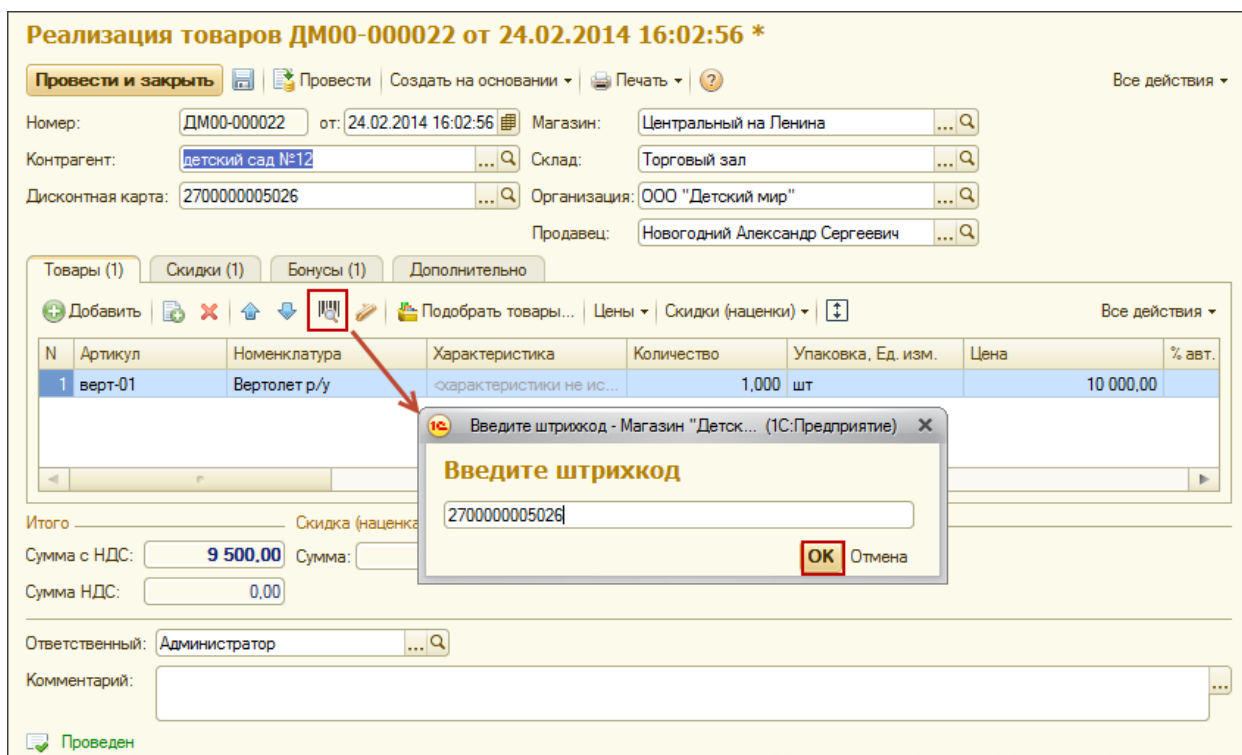 Реализация товаров ДМ00-000022 от 24.02.2014 16:02:56 *
Провести и закрыть Провести Создать на основании Печать Все действия
Номер: ДМ00-000022 от: 24.02.2014 16:02:56 Магазин: Центральный на Ленина ...
Контрагент: детский сад №12 ... Склад: Торговый зал ...
Дисконтная карта: 2700000005026 ... Организация: ООО "Детский мир" ...
Продавец: Новогодний Александр Сергеевич ...
Товары (1) Скидки (1) Бонусы (1) Дополнительно
Добавить Подобрать товары... Цены Скидки (наценки) Все действия
N Артикул Номенклатура Характеристика Количество Упаковка, Ед. изм. Цена % авт.
1 верт-01 Вертолет р/у <характеристики не ис... 1,000 шт 10 000,00
1С Введите штрихкод - Магазин "Детск... (1С:Предприятие)
Введите штрихкод
2700000005026
OK Отмена
Итого Скидка (наценка
Сумма с НДС: 9 500,00 Сумма:
Сумма НДС: 0,00
Ответственный: Администратор ...
Комментарий: ...
Проведен